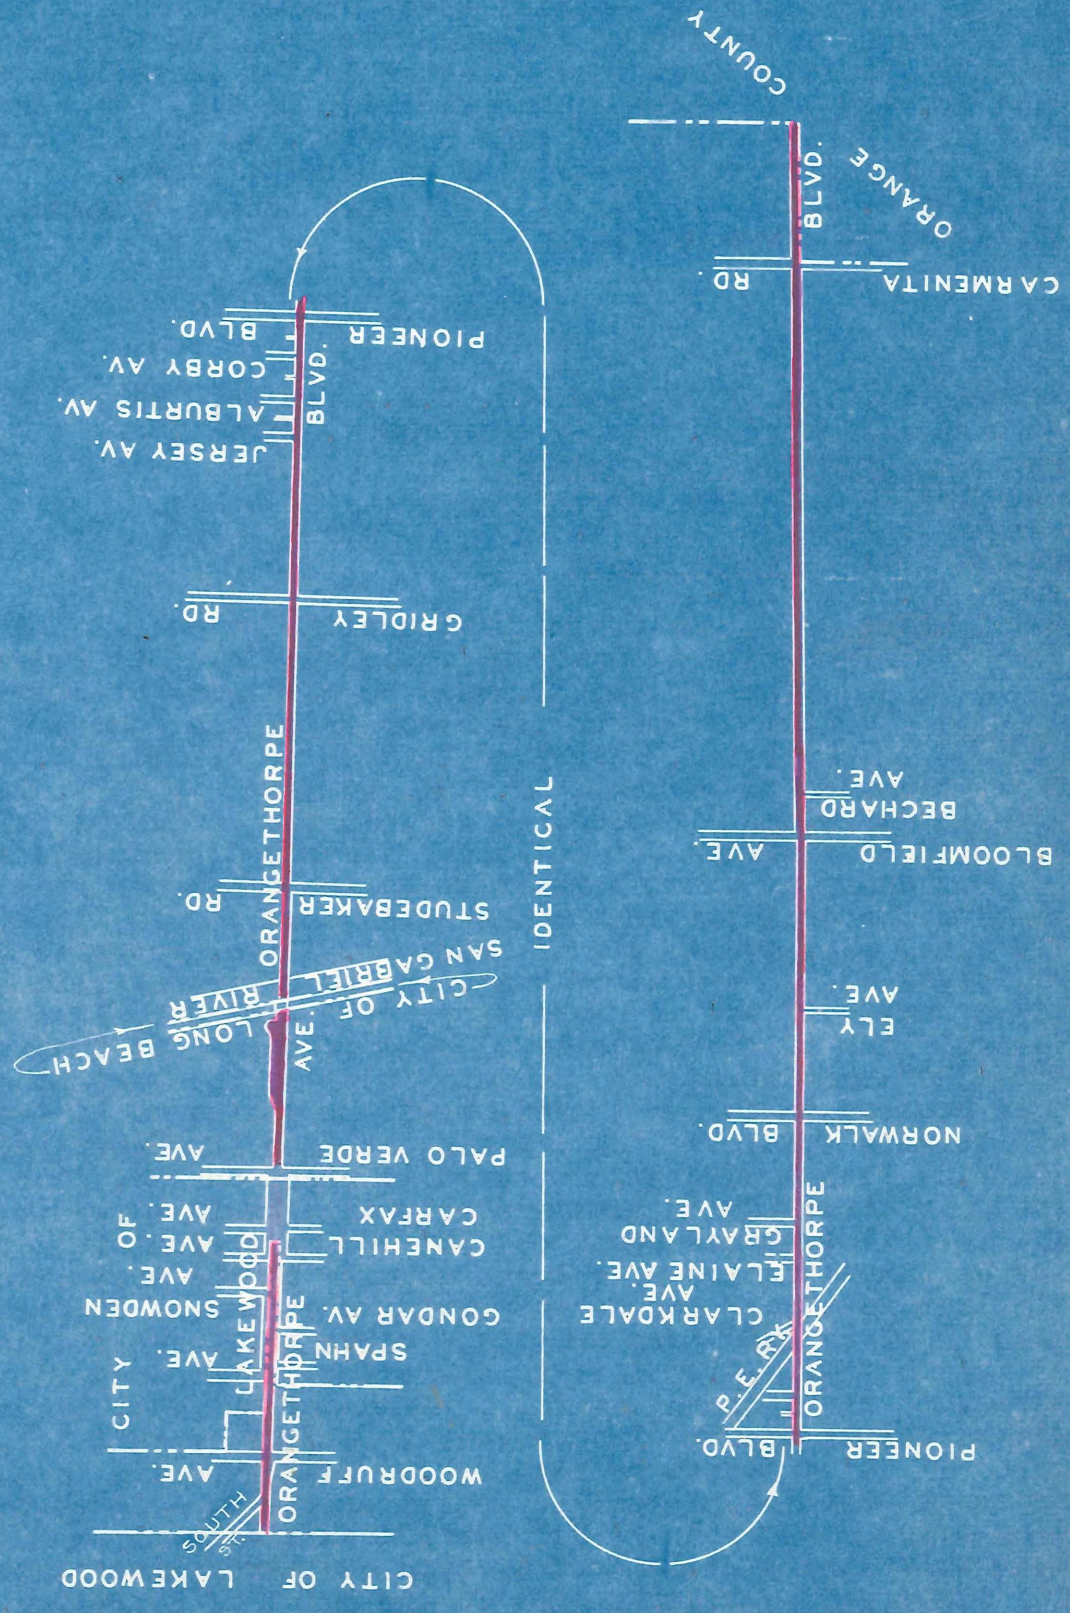 COUNTY
ORANGE
BLVD.
CARMENITA RD.
BECHARD
AVE.
BLOOMFIELD AVE.
ELY
AVE.
NORWALK BLVD.
GRAYLAND
AVE.
ELAINE AVE.
CLARKDALE
AVE.
ORANGETHORPE
P. E. RY.
PIONEER BLVD.
IDENTICAL
PIONEER BLVD.
CORBY AV.
ALBURTIS AV.
JERSEY AV.
BLVD.
GRIDLEY RD.
ORANGETHORPE
STUDEBAKER RD.
SAN GABRIEL RIVER
CITY OF LONG BEACH
AVE.
PALO VERDE AVE.
CARFAX AVE.
CANEHILL AVE.
SNOWDEN AVE.
GONDAR AV.
SPAHN AVE.
CITY OF
LAKEWOOD
ORANGETHORPE
WOODRUFF AVE.
SOUTH
ST.
CITY OF LAKEWOOD